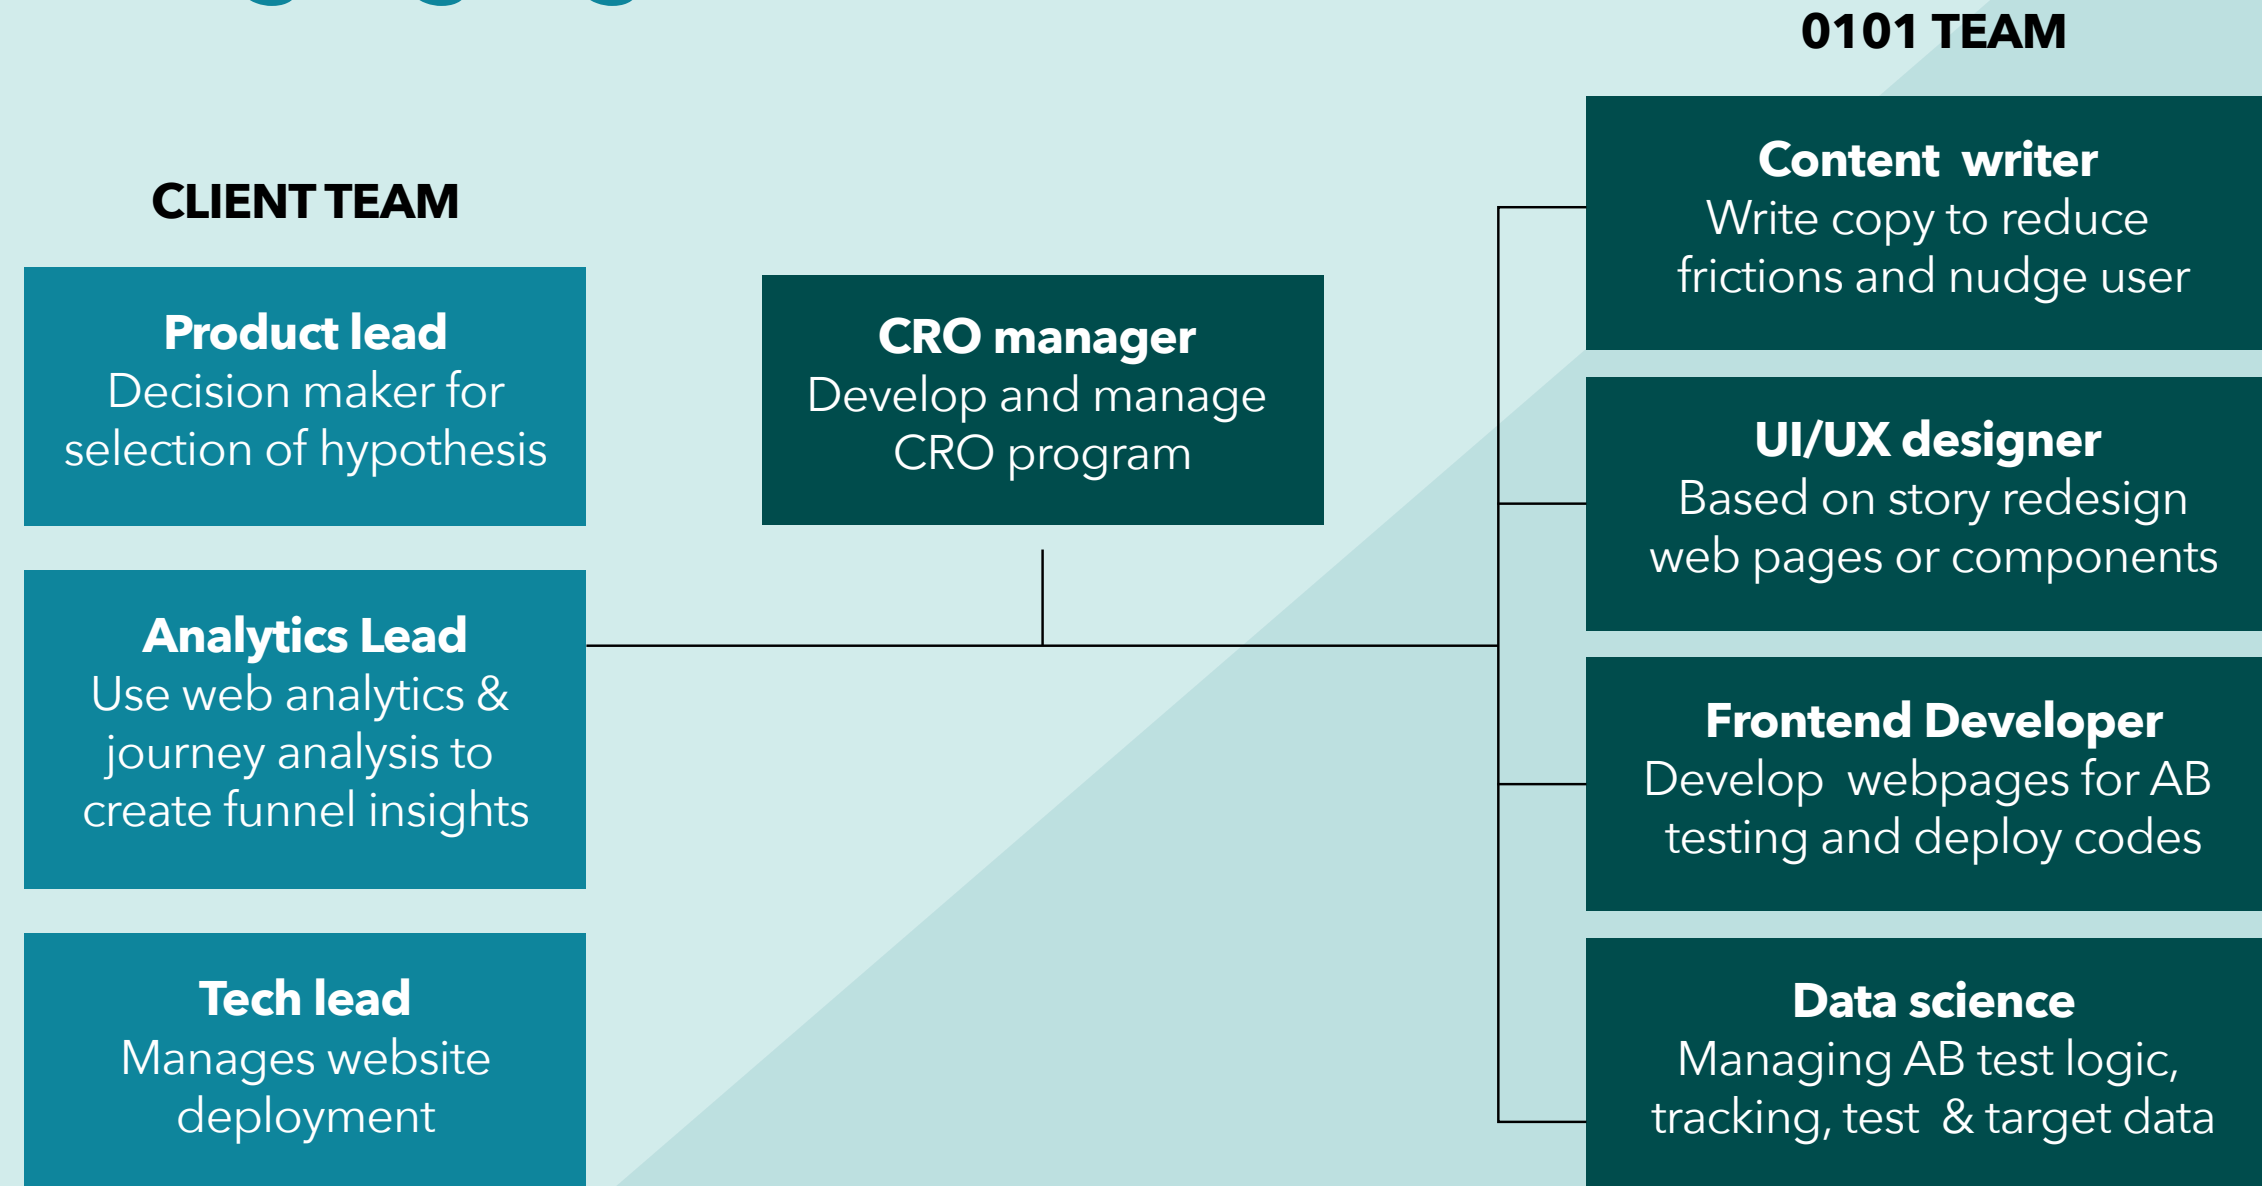 0101 TEAM
CLIENT TEAM
Product lead
Decision maker for
selection of hypothesis
Analytics Lead
Use web analytics &
journey analysis to
create funnel insights
Tech lead
Manages website
deployment
CRO manager
Develop and manage
CRO program
Content writer
Write copy to reduce
frictions and nudge user
UI/UX designer
Based on story redesign
web pages or components
Frontend Developer
Develop webpages for AB
testing and deploy codes
Data science
Managing AB test logic,
tracking, test & target data